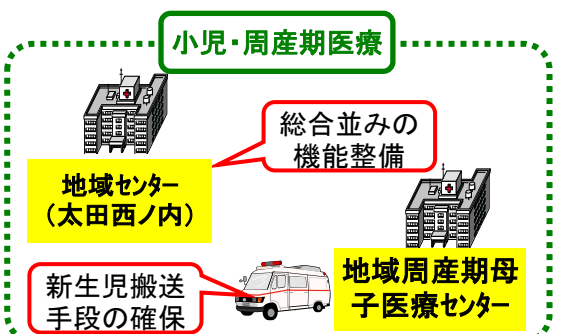 小児・周産期医療
総合並みの
機能整備
地域センター
（太田西ノ内）
地域周産期母
子医療センター
新生児搬送
手段の確保